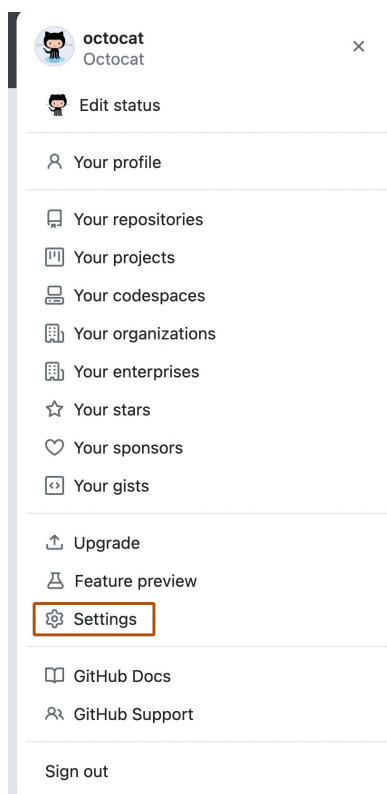 octocat
Octocat
Edit status
Your profile
Your repositories
Your projects
Your codespaces
Your organizations
Your enterprises
Your stars
Your sponsors
Your gists
Upgrade
Feature preview
Settings
GitHub Docs
GitHub Support
Sign out